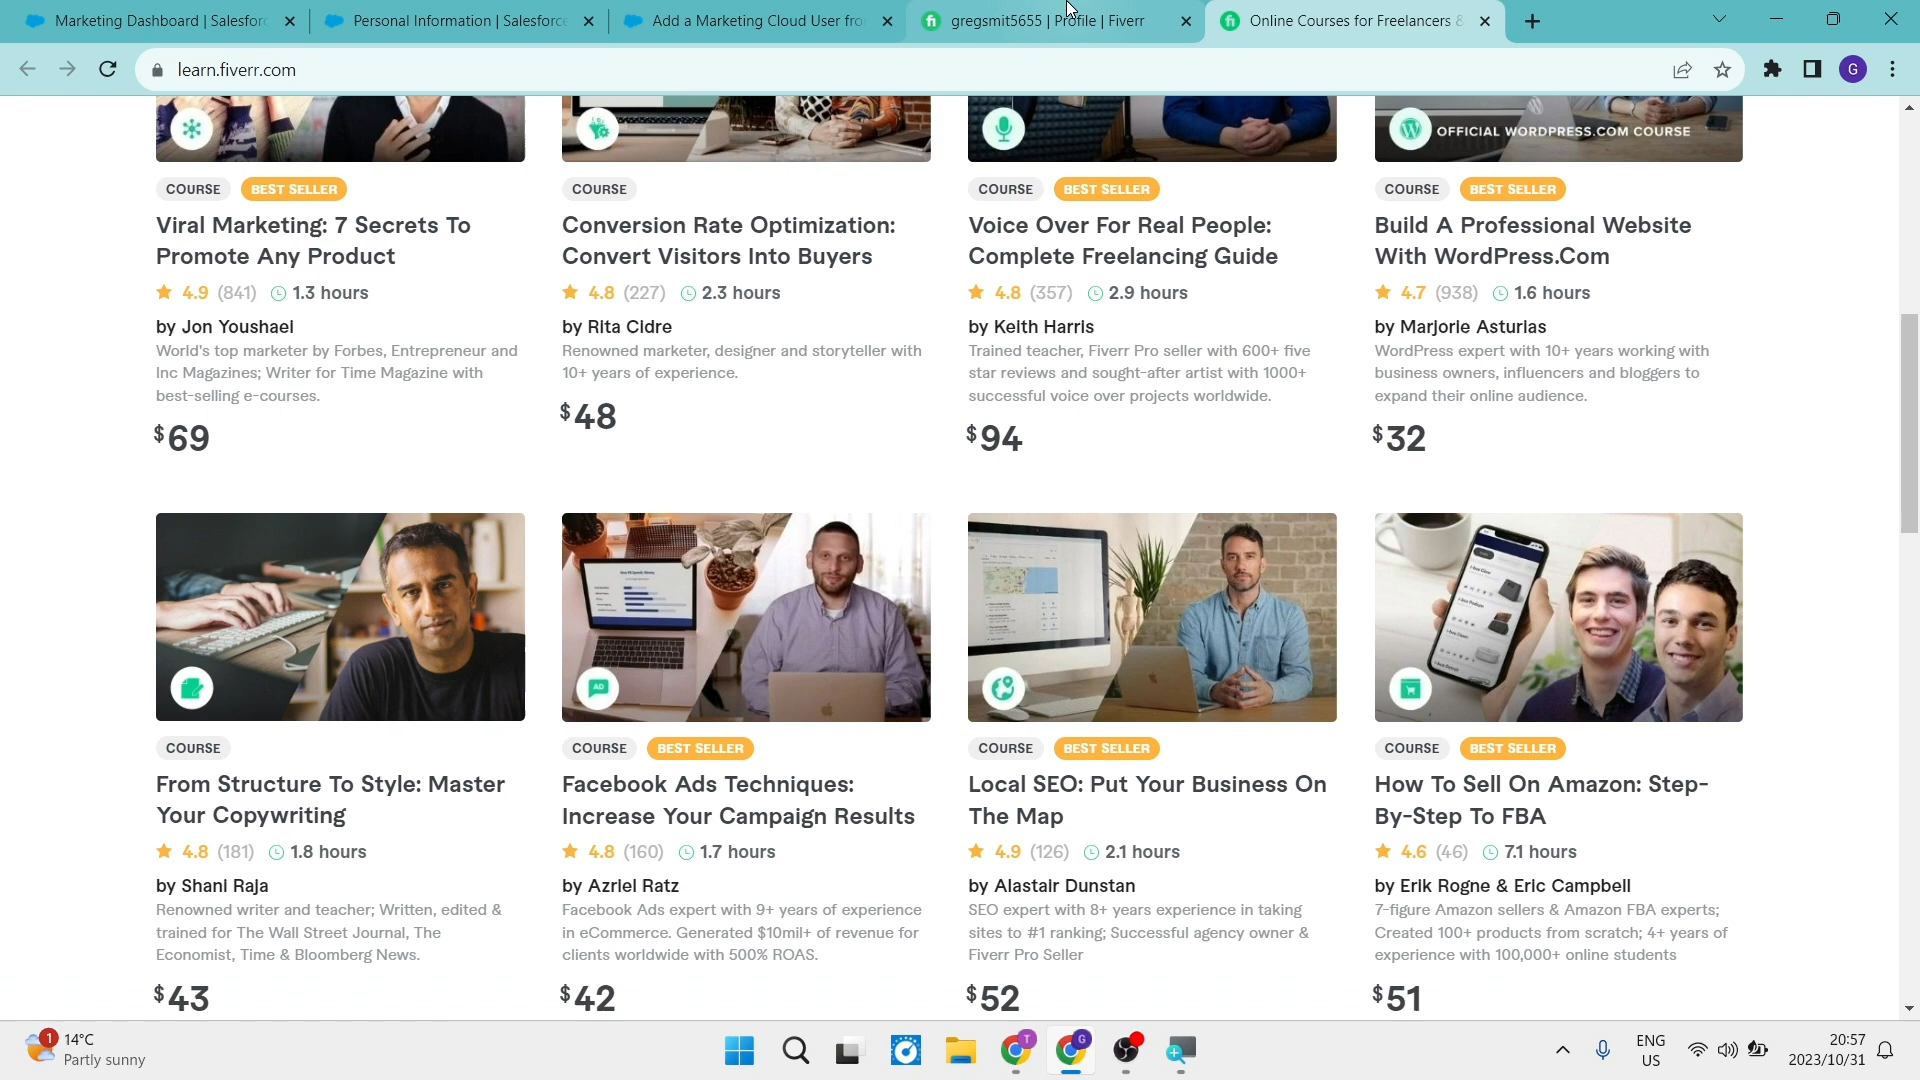 Marketing Dashboard | Salesforc
Personal Information | Salesforce
Add a Marketing Cloud User fro
gregsmit5655 | Profile | Fiverr
Online Courses for Freelancers &
learn.fiverr.com
G
OFFICIAL WORDPRESS.COM COURSE
COURSE BEST SELLER
Viral Marketing: 7 Secrets To
Promote Any Product
4.9 (841) 1.3 hours
by Jon Youshaei
World's top marketer by Forbes, Entrepreneur and
Inc Magazines; Writer for Time Magazine with
best-selling e-courses.
$69
COURSE
Conversion Rate Optimization:
Convert Visitors Into Buyers
4.8 (227) 2.3 hours
by Rita Cidre
Renowned marketer, designer and storyteller with
10+ years of experience.
$48
COURSE BEST SELLER
Voice Over For Real People:
Complete Freelancing Guide
4.8 (357) 2.9 hours
by Keith Harris
Trained teacher, Fiverr Pro seller with 600+ five
star reviews and sought-after artist with 1000+
successful voice over projects worldwide.
$94
COURSE BEST SELLER
Build A Professional Website
With WordPress.Com
4.7 (938) 1.6 hours
by Marjorie Asturias
WordPress expert with 10+ years working with
business owners, influencers and bloggers to
expand their online audience.
$32
AD
COURSE
From Structure To Style: Master
Your Copywriting
4.8 (181) 1.8 hours
by Shani Raja
Renowned writer and teacher; Written, edited &
trained for The Wall Street Journal, The
Economist, Time & Bloomberg News.
$43
COURSE BEST SELLER
Facebook Ads Techniques:
Increase Your Campaign Results
4.8 (160) 1.7 hours
by Azriel Ratz
Facebook Ads expert with 9+ years of experience
in eCommerce. Generated $10mil+ of revenue for
clients worldwide with 500% ROAS.
$42
COURSE BEST SELLER
Local SEO: Put Your Business On
The Map
4.9 (126) 2.1 hours
by Alastair Dunstan
SEO expert with 8+ years experience in taking
sites to #1 ranking; Successful agency owner &
Fiverr Pro Seller
$52
COURSE BEST SELLER
How To Sell On Amazon: Step-
By-Step To FBA
4.6 (46) 7.1 hours
by Erik Rogne & Eric Campbell
7-figure Amazon sellers & Amazon FBA experts;
Created 100+ products from scratch; 4+ years of
experience with 100,000+ online students
$51
1
14°C
Partly sunny
T
G
ENG
US
20:57
2023/10/31